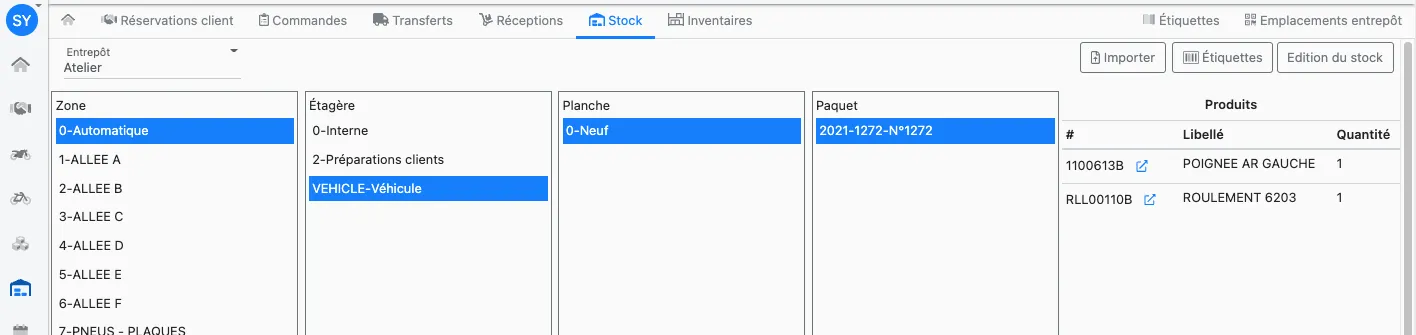 SY
Réservations client
Commandes
Transferts
Réceptions
Stock
Inventaires
Étiquettes
Emplacements entrepôt
Entrepôt
Atelier
Importer
Étiquettes
Edition du stock
Zone
0-Automatique
1-ALLEE A
2-ALLEE B
3-ALLEE C
4-ALLEE D
5-ALLEE E
6-ALLEE F
7-PNEUS - PLAQUES
Étagère
0-Interne
2-Préparations clients
VEHICLE-Véhicule
Planche
0-Neuf
Paquet
2021-1272-N°1272
Produits
# Libellé Quantité
1100613B POIGNEE AR GAUCHE 1
RLL00110B ROULEMENT 6203 1